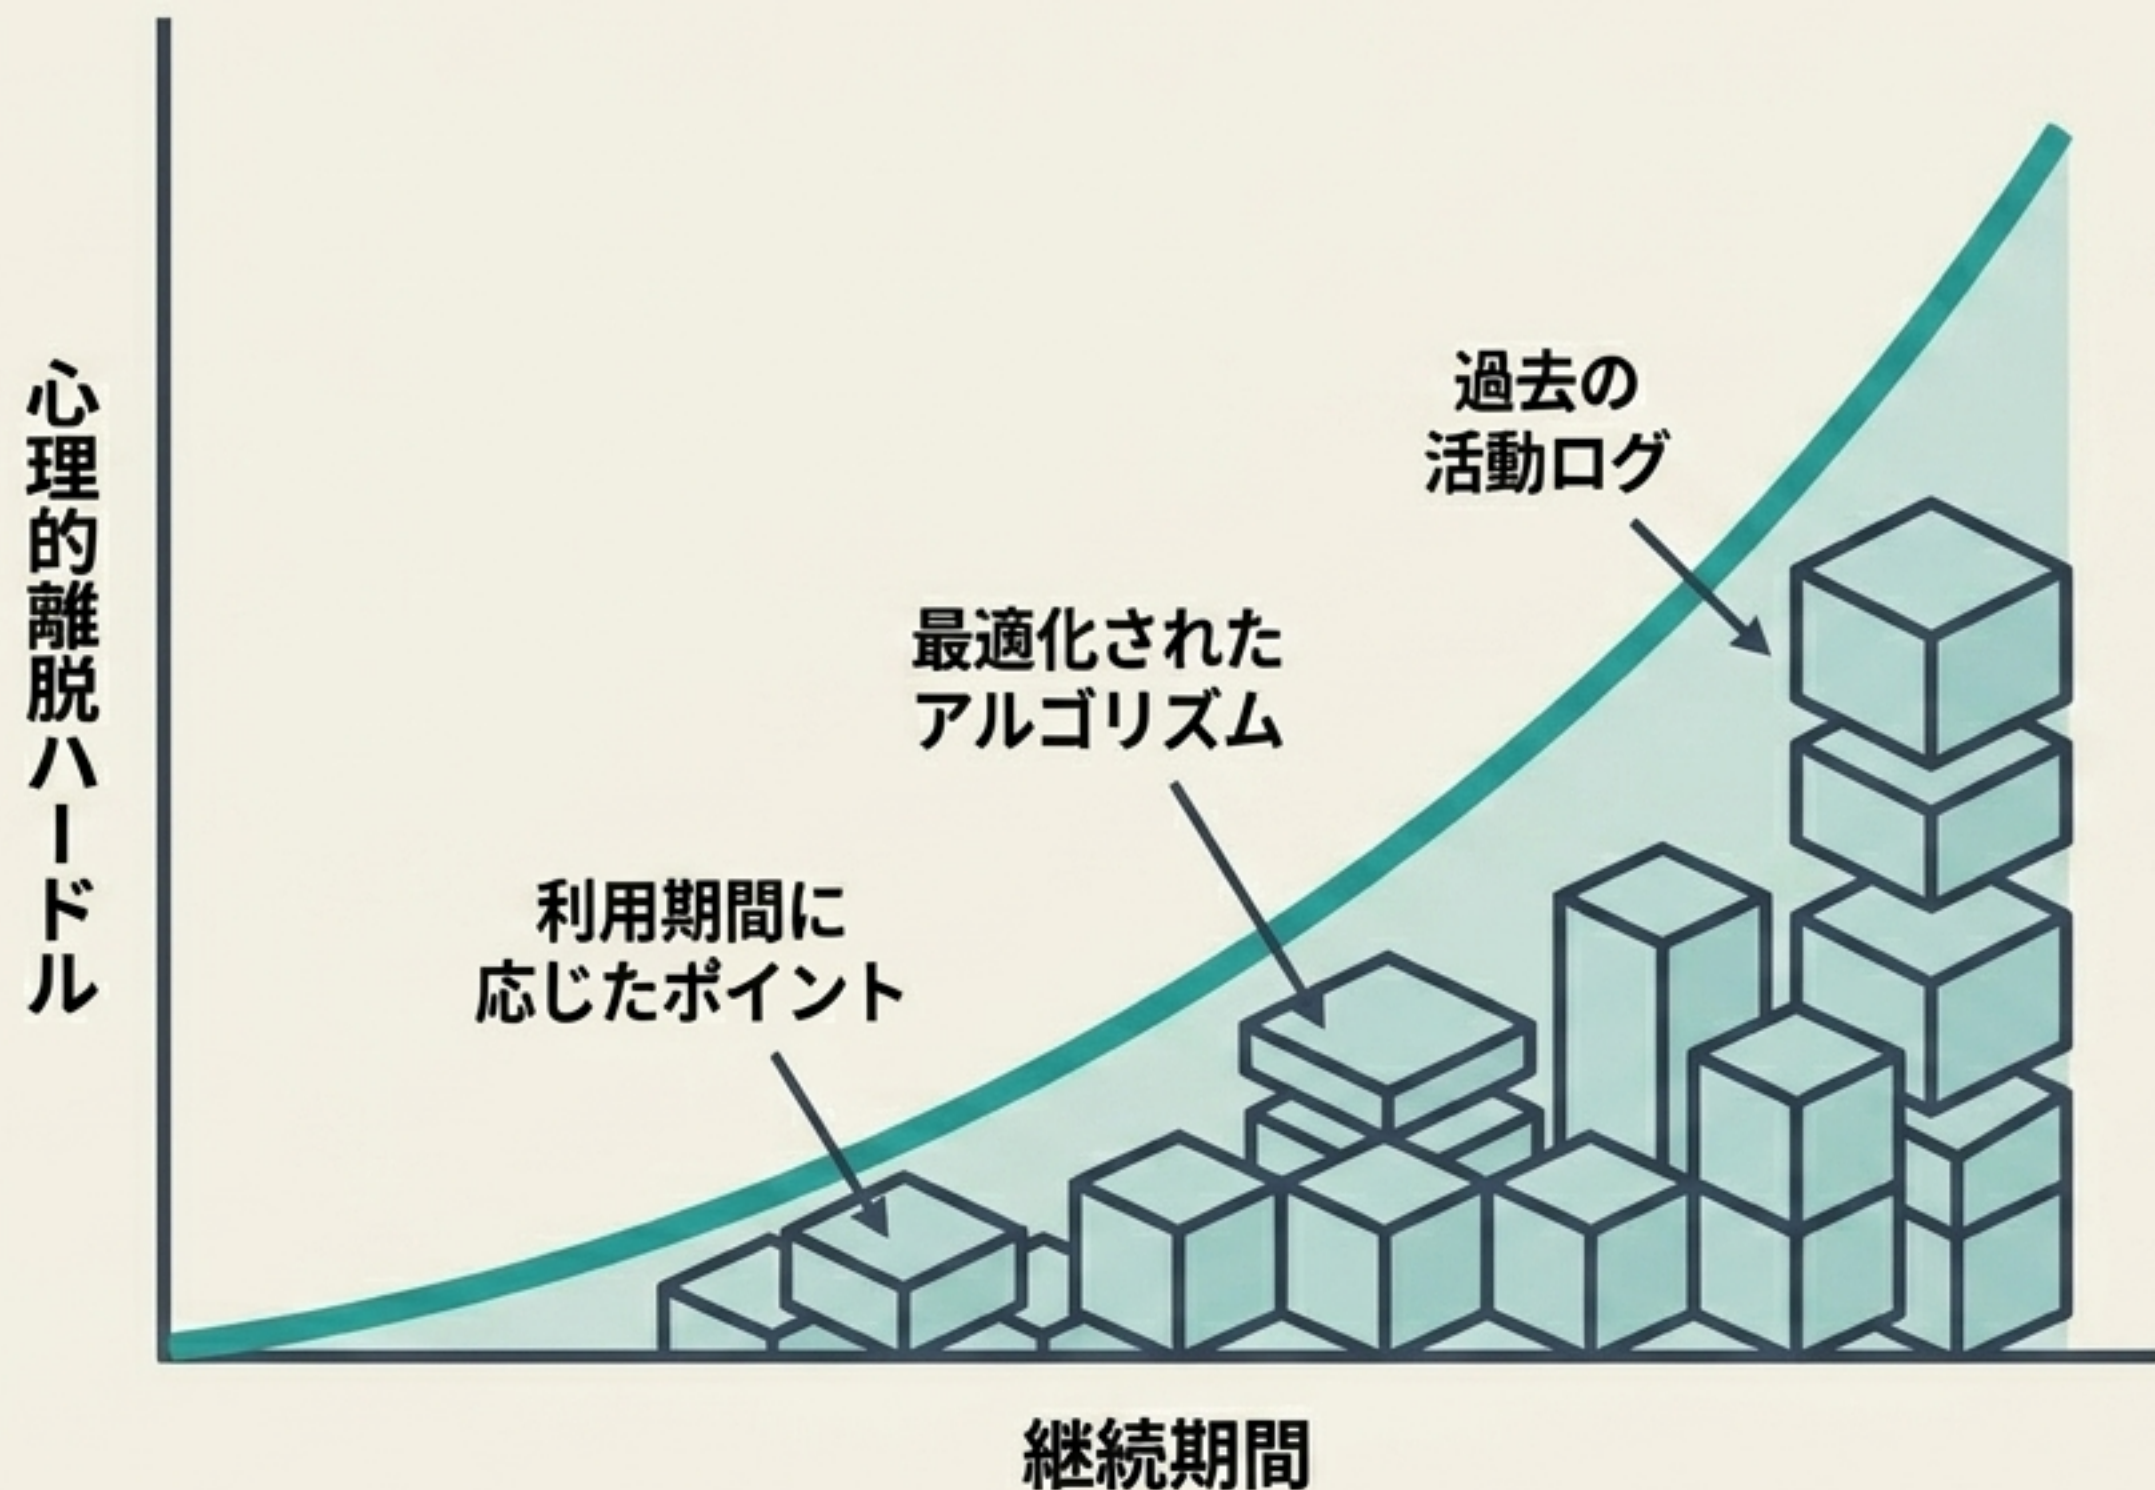 心理的離脱ハードル
過去の
活動ログ
最適化された
アルゴリズム
利用期間に
応じたポイント
継続期間